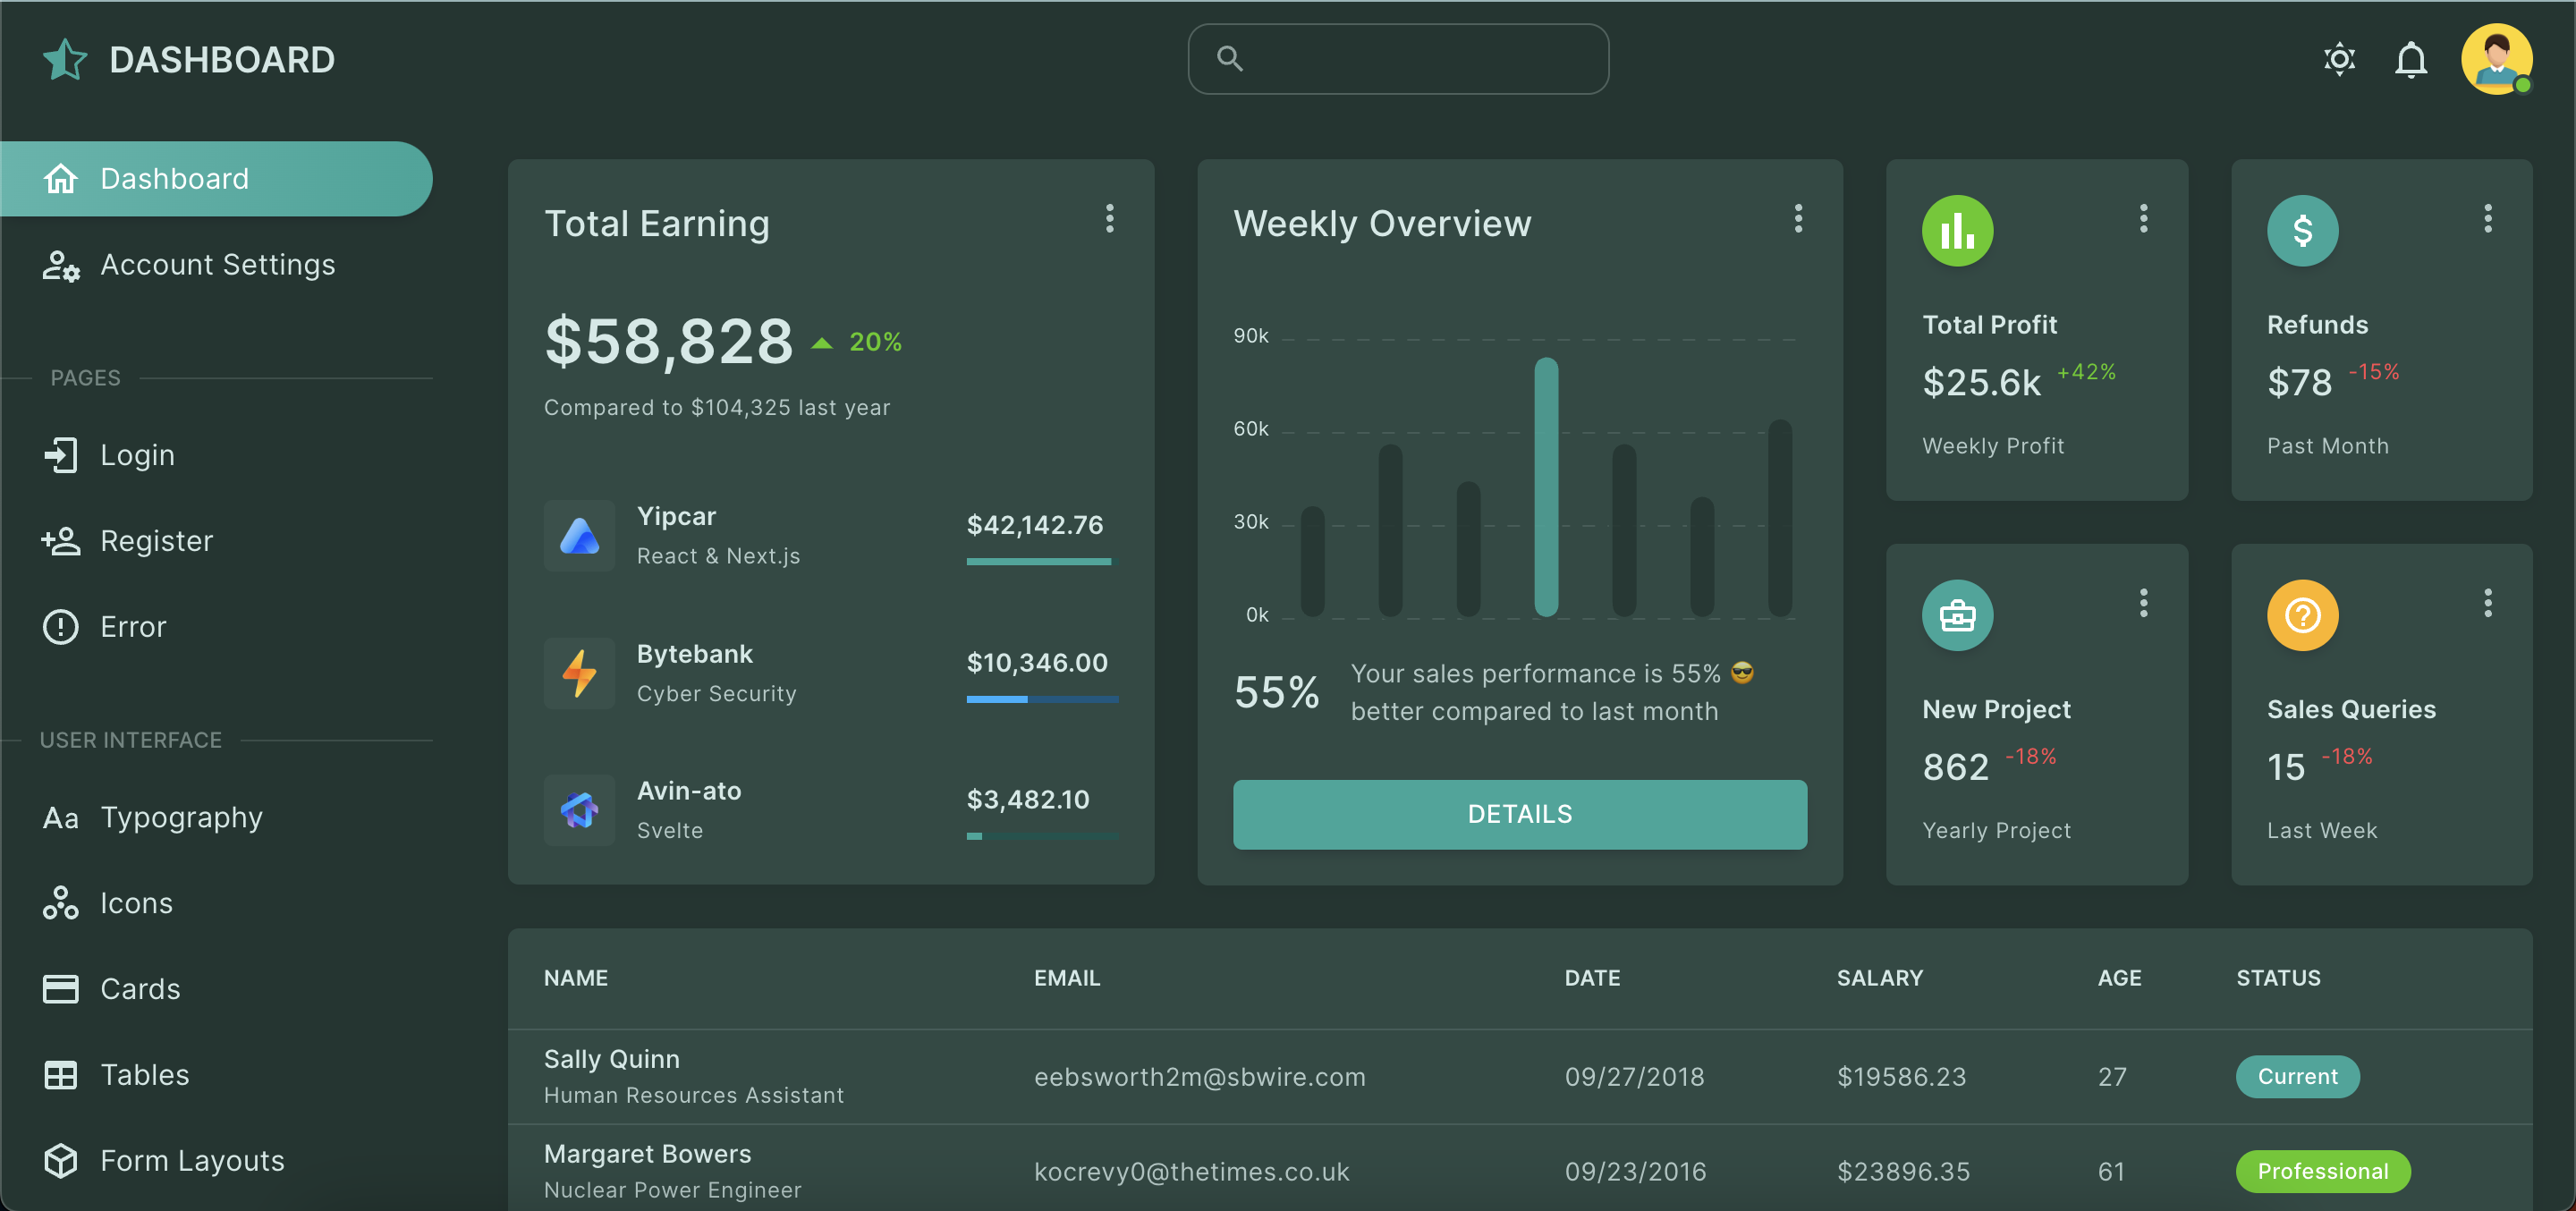 DASHBOARD
Dashboard
Account Settings
PAGES
Login
Register
Error
USER INTERFACE
Aa Typography
Icons
Cards
Tables
Form Layouts
Total Earning
$58,828 20%
Compared to $104,325 last year
Yipcar
React & Next.js
$42,142.76
Bytebank
Cyber Security
$10,346.00
Avin-ato
Svelte
$3,482.10
Weekly Overview
90k
60k
30k
0k
55%
Your sales performance is 55% 😎
better compared to last month
DETAILS
Total Profit
$25.6k +42%
Weekly Profit
$
Refunds
$78 -15%
Past Month
New Project
862 -18%
Yearly Project
?
Sales Queries
15 -18%
Last Week
NAME EMAIL DATE SALARY AGE STATUS
Sally Quinn
Human Resources Assistant
eebsworth2m@sbwire.com 09/27/2018 $19586.23 27 Current
Margaret Bowers
Nuclear Power Engineer
kocrevy0@thetimes.co.uk 09/23/2016 $23896.35 61 Professional